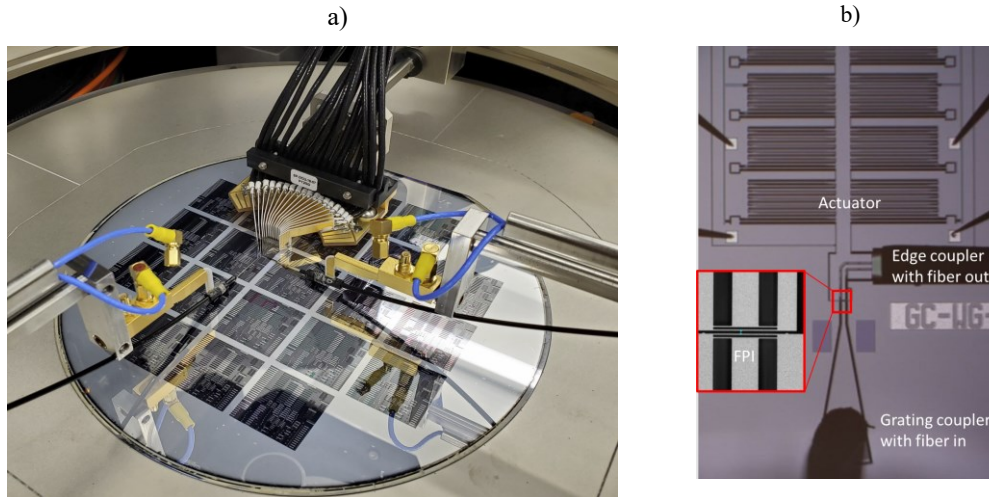 a)
b)
Actuator
Edge coupler
with fiber out
GC-WG-
FPI
Grating coupler
with fiber in